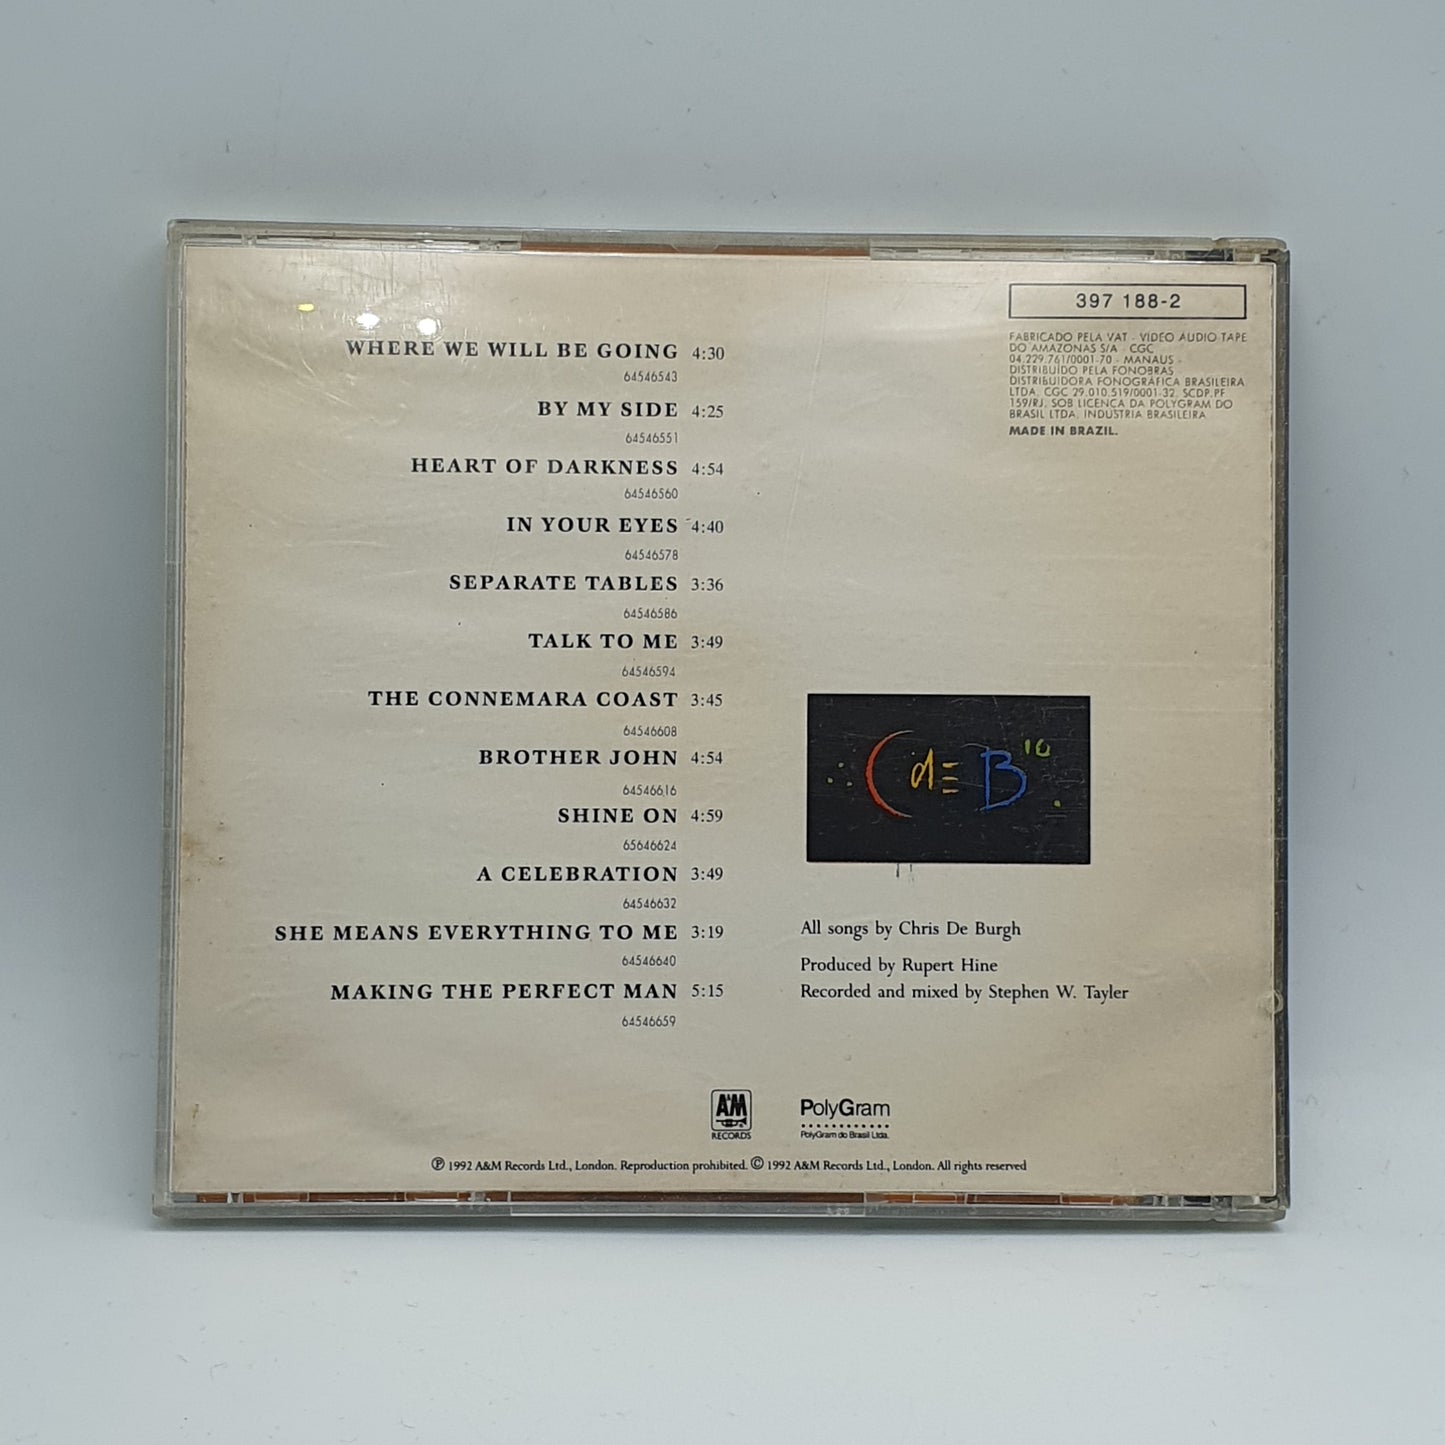 WHERE WE WILL BE GOING 4:30
64546543
BY MY SIDE 4:25
64546551
HEART OF DARKNESS 4:54
64546560
IN YOUR EYES 4:40
64546578
SEPARATE TABLES 3:36
64546586
TALK TO ME 3:49
64546594
THE CONNEMARA COAST 3:45
64546608
BROTHER JOHN 4:54
64546616
SHINE ON 4:59
65646624
A CELEBRATION 3:49
64546632
SHE MEANS EVERYTHING TO ME 3:19
64546640
MAKING THE PERFECT MAN 5:15
64546659
397 188-2
FABRICADO PELA VAT - VIDEO AUDIO TAPE
DO AMAZONAS S/A - CGC
04.229.761/0001-70 - MANAUS -
DISTRIBUÍDO PELA FONOBRAS
DISTRIBUIDORA FONOGRÁFICA BRASILEIRA
LTDA. CGC 29.010.519/0001-32. SCDP.PF
159/RJ. SOB LICENÇA DA POLYGRAM DO
BRASIL LTDA. INDÚSTRIA BRASILEIRA
MADE IN BRAZIL.
CdeB 10
All songs by Chris De Burgh
Produced by Rupert Hine
Recorded and mixed by Stephen W. Tayler
A&M
RECORDS
PolyGram
PolyGram do Brasil Ltda.
℗ 1992 A&M Records Ltd., London. Reproduction prohibited. © 1992 A&M Records Ltd., London. All rights reserved